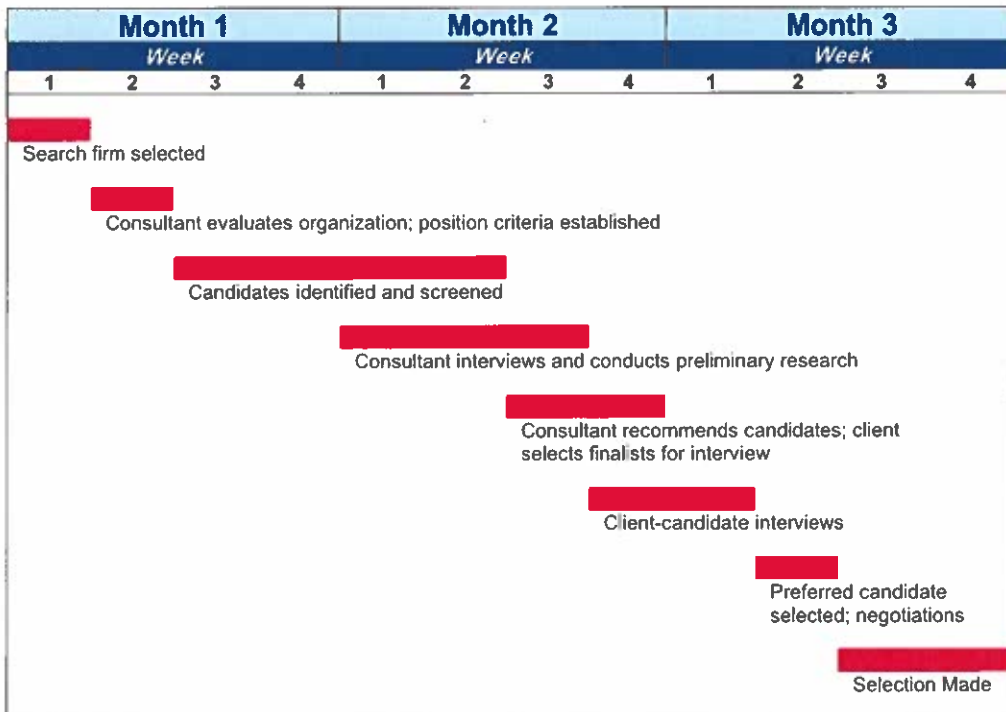 Month 1 Month 2 Month 3
Week Week Week
1 2 3 4 1 2 3 4 1 2 3 4
Search firm selected
Consultant evaluates organization; position criteria established
Candidates identified and screened
Consultant interviews and conducts preliminary research
Consultant recommends candidates; client
selects finalists for interview
Client-candidate interviews
Preferred candidate
selected; negotiations
Selection Made